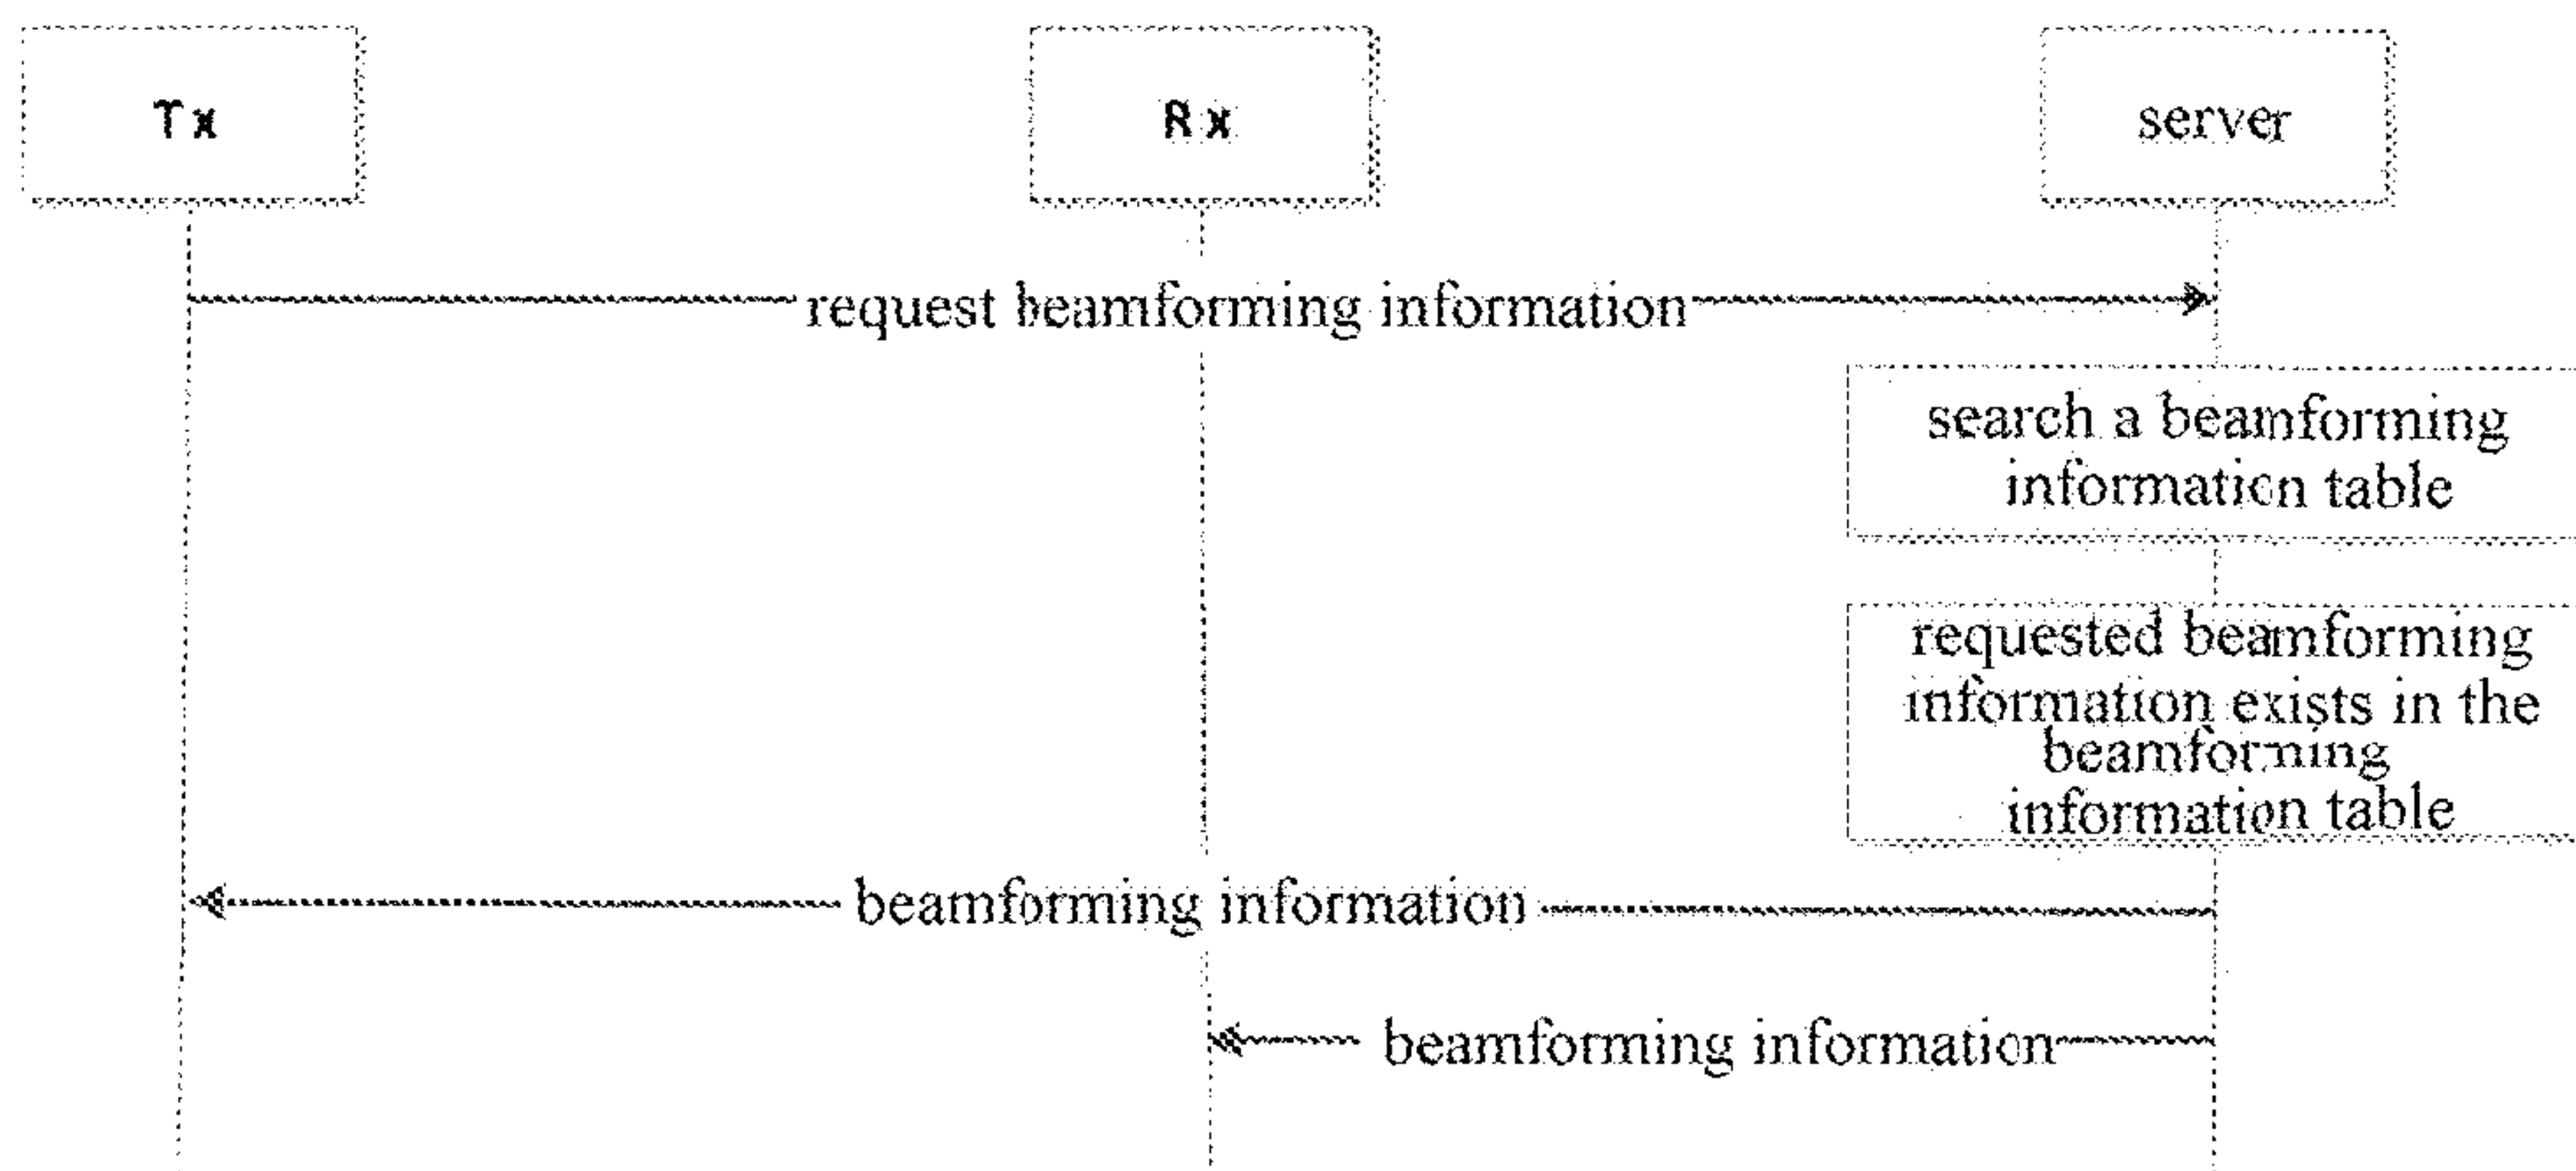 Tx
Rx
server
request beamforming information
search a beamforming
information table
requested beamforming
information exists in the
beamforming
information table
beamforming information
beamforming information